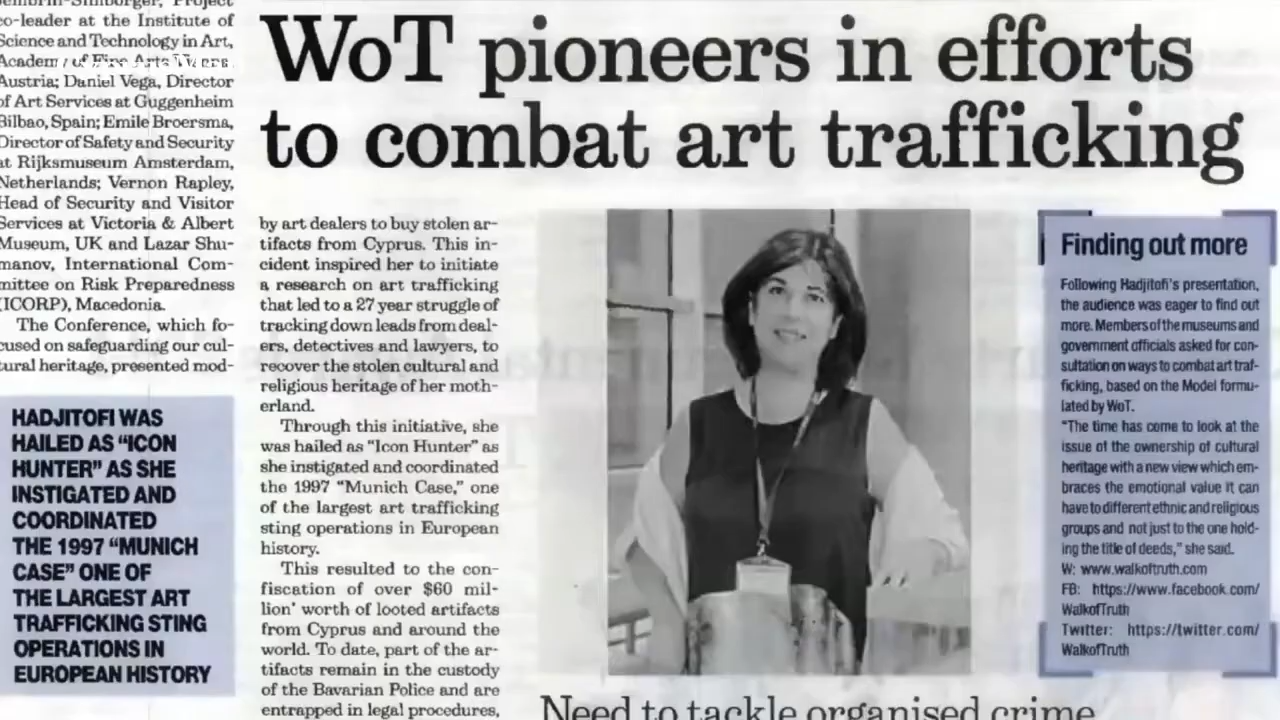 WoT pioneers in efforts
to combat art trafficking
co-leader at the Institute of
Science and Technology in Art,
Academy of Fine Arts
Austria; Daniel Vega, Director
of Art Services at Guggenheim
Bilbao, Spain; Emile Broersma,
Director of Safety and Security
at Rijksmuseum Amsterdam,
Netherlands; Vernon Rapley,
Head of Security and Visitor
Services at Victoria & Albert
Museum, UK and Lazar Shu-
manov, International Com-
mittee on Risk Preparedness
(ICORP), Macedonia.
The Conference, which fo-
cused on safeguarding our cul-
tural heritage, presented mod-
HADJITOFI WAS
HAILED AS “ICON
HUNTER” AS SHE
INSTIGATED AND
COORDINATED
THE 1997 “MUNICH
CASE” ONE OF
THE LARGEST ART
TRAFFICKING STING
OPERATIONS IN
EUROPEAN HISTORY
by art dealers to buy stolen ar-
tifacts from Cyprus. This in-
cident inspired her to initiate
a research on art trafficking
that led to a 27 year struggle of
tracking down leads from deal-
ers, detectives and lawyers, to
recover the stolen cultural and
religious heritage of her moth-
erland.
Through this initiative, she
was hailed as “Icon Hunter” as
she instigated and coordinated
the 1997 “Munich Case,” one
of the largest art trafficking
sting operations in European
history.
This resulted to the con-
fiscation of over $60 mil-
lion’ worth of looted artifacts
from Cyprus and around the
world. To date, part of the ar-
tifacts remain in the custody
of the Bavarian Police and are
entrapped in legal procedures,
Need to tackle organised crime
Finding out more
Following Hadjitofi’s presentation,
the audience was eager to find out
more. Members of the museums and
government officials asked for con-
sultation on ways to combat art traf-
ficking, based on the Model formu-
lated by WoT.
“The time has come to look at the
issue of the ownership of cultural
heritage with a new view which em-
braces the emotional value it can
have to different ethnic and religious
groups and not just to the one hold-
ing the title of deeds,” she said.
W: www.walkoftruth.com
FB: https://www.facebook.com/
WalkofTruth
Twitter: https://twitter.com/
WalkofTruth